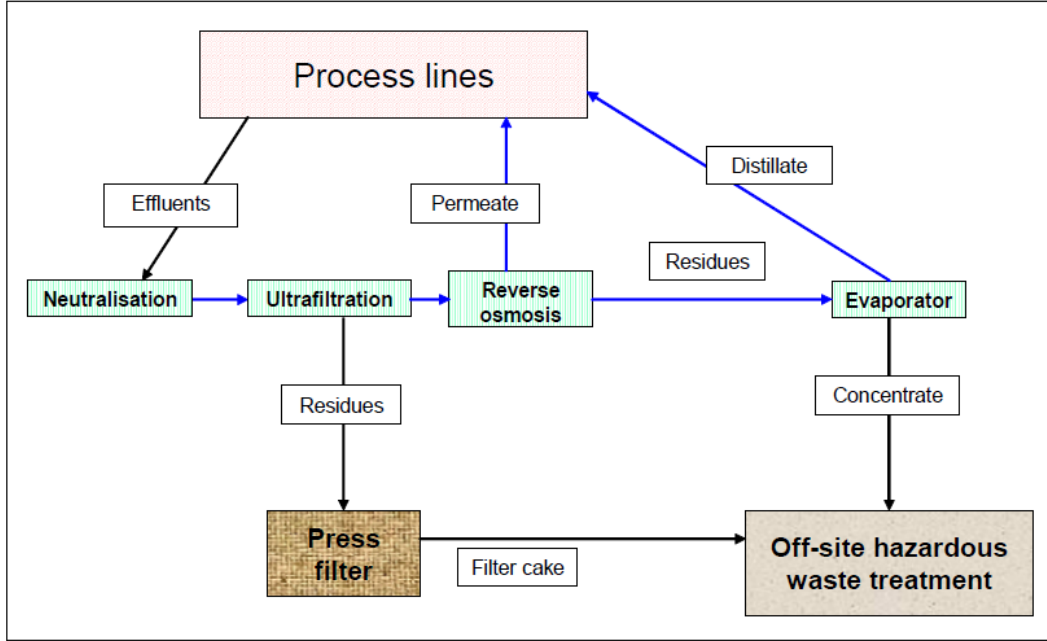 Process lines
Distillate
Effluents
Permeate
Residues
Neutralisation
Ultrafiltration
Reverse
osmosis
Evaporator
Residues
Concentrate
Press
filter
Filter cake
Off-site hazardous
waste treatment